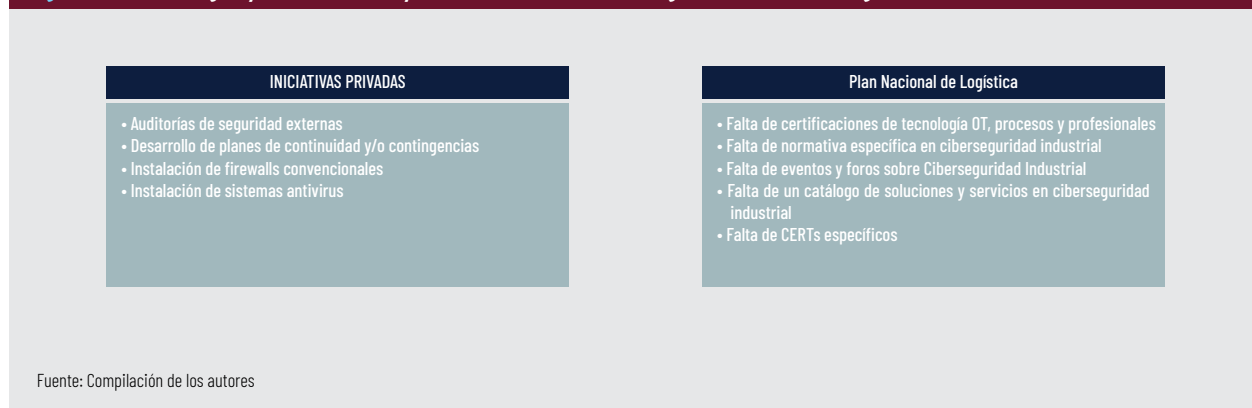 INICIATIVAS PRIVADAS
• Auditorías de seguridad externas
• Desarrollo de planes de continuidad y/o contingencias
• Instalación de firewalls convencionales
• Instalación de sistemas antivirus
Plan Nacional de Logística
• Falta de certificaciones de tecnología OT, procesos y profesionales
• Falta de normativa específica en ciberseguridad industrial
• Falta de eventos y foros sobre Ciberseguridad Industrial
• Falta de un catálogo de soluciones y servicios en ciberseguridad
industrial
• Falta de CERTs específicos
Fuente: Compilación de los autores